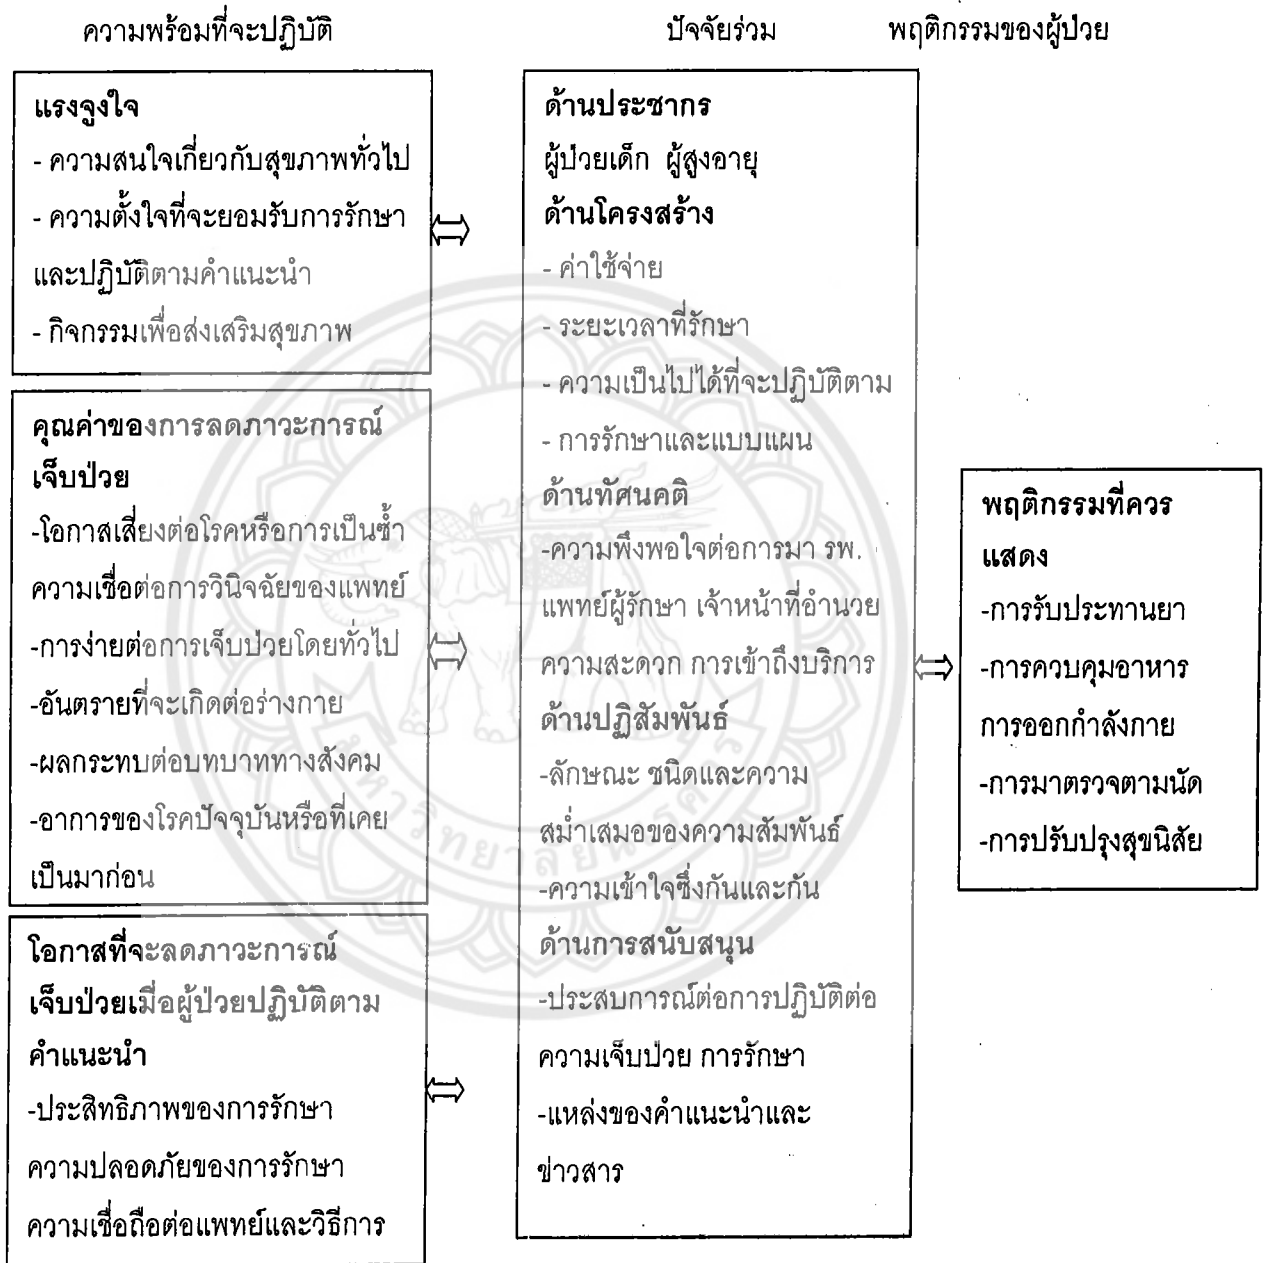 ความพร้อมที่จะปฏิบัติ
ปัจจัยร่วม
พฤติกรรมของผู้ป่วย
แรงจูงใจ
- ความสนใจเกี่ยวกับสุขภาพทั่วไป
- ความตั้งใจที่จะยอมรับการรักษา
และปฏิบัติตามคำแนะนำ
- กิจกรรมเพื่อส่งเสริมสุขภาพ
คุณค่าของการลดภาวะการณ์
เจ็บป่วย
-โอกาสเสี่ยงต่อโรคหรือการเป็นซ้ำ
ความเชื่อต่อการวินิจฉัยของแพทย์
-การง่ายต่อการเจ็บป่วยโดยทั่วไป
-อันตรายที่จะเกิดต่อร่างกาย
-ผลกระทบต่อบทบาททางสังคม
-อาการของโรคปัจจุบันหรือที่เคย
เป็นมาก่อน
โอกาสที่จะลดภาวะการณ์
เจ็บป่วยเมื่อผู้ป่วยปฏิบัติตาม
คำแนะนำ
-ประสิทธิภาพของการรักษา
ความปลอดภัยของการรักษา
ความเชื่อถือต่อแพทย์และวิธีการ
ด้านประชากร
ผู้ป่วยเด็ก ผู้สูงอายุ
ด้านโครงสร้าง
- ค่าใช้จ่าย
- ระยะเวลาที่รักษา
- ความเป็นไปได้ที่จะปฏิบัติตาม
- การรักษาและแบบแผน
ด้านทัศนคติ
-ความพึงพอใจต่อการมา รพ.
แพทย์ผู้รักษา เจ้าหน้าที่อำนวย
ความสะดวก การเข้าถึงบริการ
ด้านปฏิสัมพันธ์
-ลักษณะ ชนิดและความ
สม่ำเสมอของความสัมพันธ์
-ความเข้าใจซึ่งกันและกัน
ด้านการสนับสนุน
-ประสบการณ์ต่อการปฏิบัติต่อ
ความเจ็บป่วย การรักษา
-แหล่งของคำแนะนำและ
ข่าวสาร
พฤติกรรมที่ควร
แสดง
-การรับประทานยา
-การควบคุมอาหาร
การออกกำลังกาย
-การมาตรวจตามนัด
-การปรับปรุงสุขนิสัย